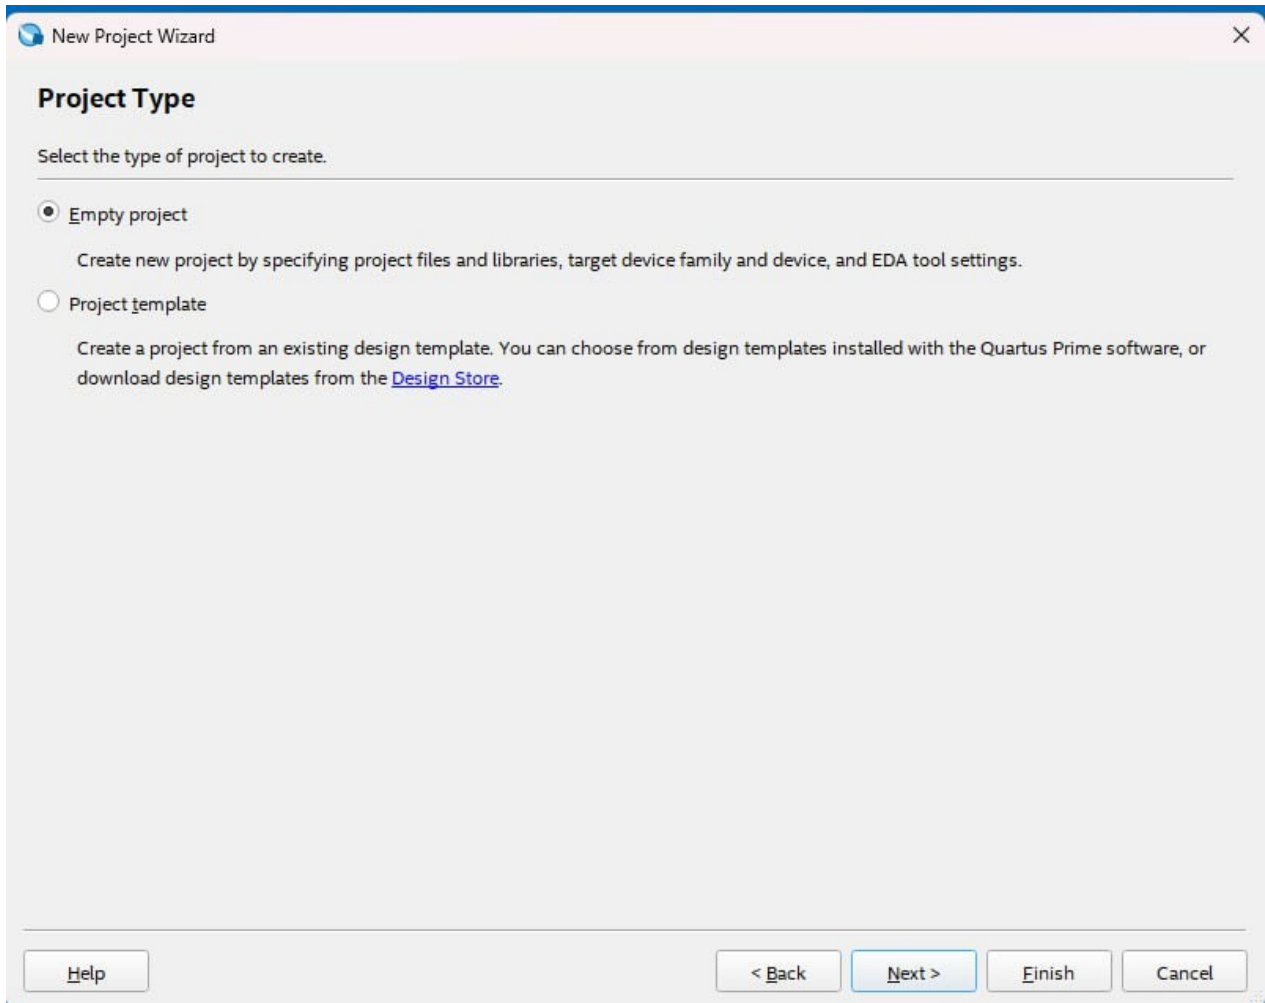 New Project Wizard
Project Type
Select the type of project to create.
Empty project
Create new project by specifying project files and libraries, target device family and device, and EDA tool settings.
Project template
Create a project from an existing design template. You can choose from design templates installed with the Quartus Prime software, or
download design templates from the Design Store.
Help
< Back
Next >
Finish
Cancel